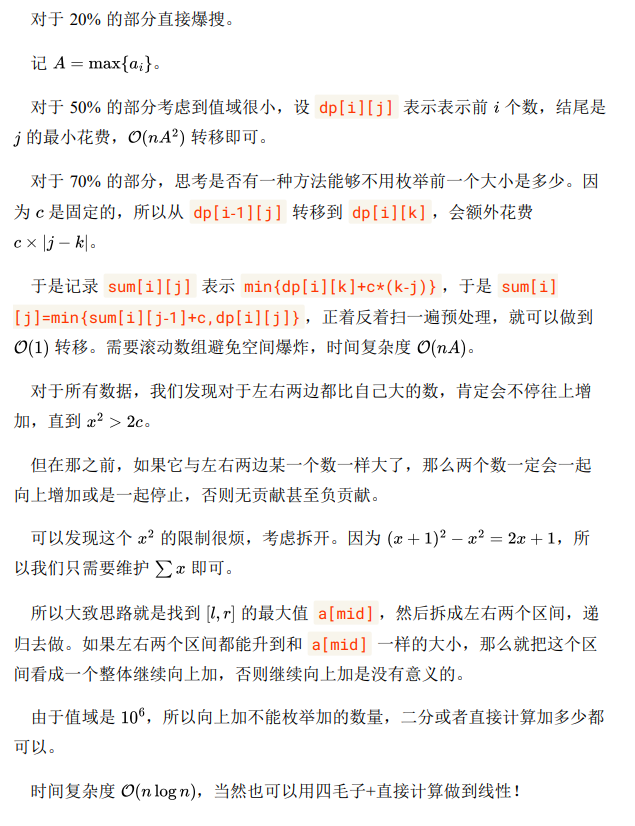 对于 20% 的部分直接爆搜。
记 A = max{a_i}。
对于 50% 的部分考虑到值域很小，设 dp[i][j] 表示表示前 i 个数，结尾是
j 的最小花费，O(nA²) 转移即可。
对于 70% 的部分，思考是否有一种方法能够不用枚举前一个大小是多少。因
为 c 是固定的，所以从 dp[i-1][j] 转移到 dp[i][k]，会额外花费
c × |j − k|。
于是记录 sum[i][j] 表示 min{dp[i][k]+c*(k-j)}，于是 sum[i]
[j]=min{sum[i][j-1]+c,dp[i][j]}，正着反着扫一遍预处理，就可以做到
O(1) 转移。需要滚动数组避免空间爆炸，时间复杂度 O(nA)。
对于所有数据，我们发现对于左右两边都比自己大的数，肯定会不停往上增
加，直到 x² > 2c。
但在那之前，如果它与左右两边某一个数一样大了，那么两个数一定会一起
向上增加或是一起停止，否则无贡献甚至负贡献。
可以发现这个 x² 的限制很烦，考虑拆开。因为 (x + 1)² − x² = 2x + 1，所
以我们只需要维护 ∑ x 即可。
所以大致思路就是找到 [l, r] 的最大值 a[mid]，然后拆成左右两个区间，递
归去做。如果左右两个区间都能升到和 a[mid] 一样的大小，那么就把这个区
间看成一个整体继续向上加，否则继续向上加是没有意义的。
由于值域是 10⁶，所以向上加不能枚举加的数量，二分或者直接计算加多少都
可以。
时间复杂度 O(n log n)，当然也可以用四毛子+直接计算做到线性！